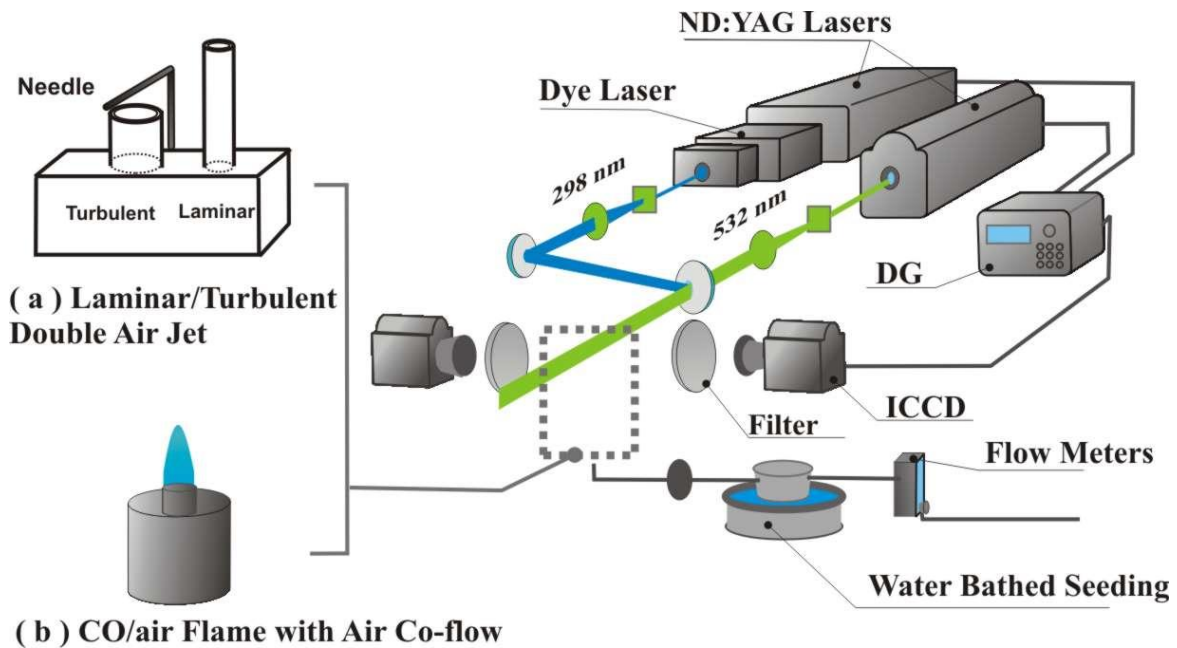 ND:YAG Lasers
Needle
Dye Laser
298 nm
Turbulent
Laminar
532 nm
DG
( a ) Laminar/Turbulent
Double Air Jet
ICCD
Filter
Flow Meters
Water Bathed Seeding
( b ) CO/air Flame with Air Co-flow